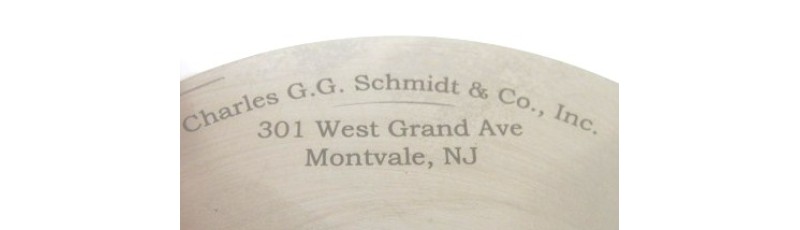 Charles G.G. Schmidt & Co., Inc.
301 West Grand Ave
Montvale, NJ